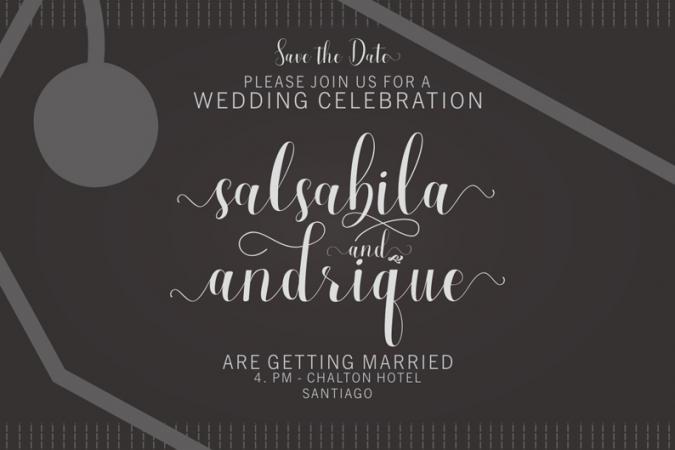 Save the Date
PLEASE JOIN US FOR A
WEDDING CELEBRATION
salsabila
and
andrique
ARE GETTING MARRIED
4. PM - CHALTON HOTEL
SANTIAGO